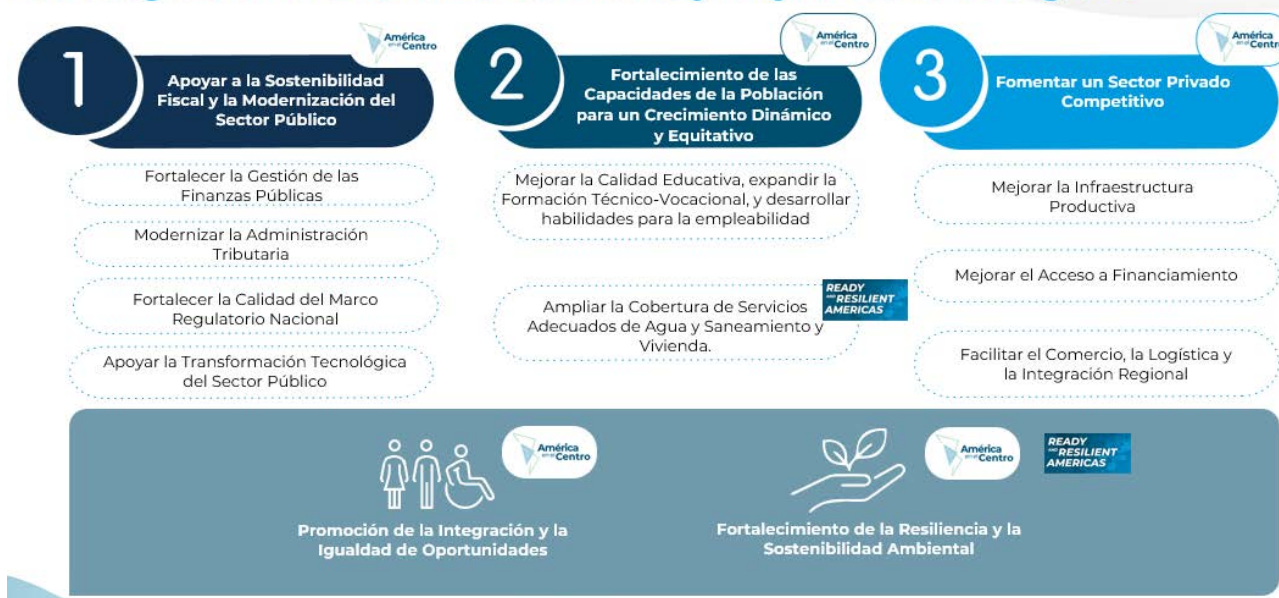 América
en el Centro
1
Apoyar a la Sostenibilidad
Fiscal y la Modernización del
Sector Público
Fortalecer la Gestión de las
Finanzas Públicas
Modernizar la Administración
Tributaria
Fortalecer la Calidad del Marco
Regulatorio Nacional
Apoyar la Transformación Tecnológica
del Sector Público
América
en el Centro
2
Fortalecimiento de las
Capacidades de la Población
para un Crecimiento Dinámico
y Equitativo
Mejorar la Calidad Educativa, expandir la
Formación Técnico-Vocacional, y desarrollar
habilidades para la empleabilidad
READY
AND RESILIENT
AMERICAS
Ampliar la Cobertura de Servicios
Adecuados de Agua y Saneamiento y
Vivienda.
América
en el Centro
3
Fomentar un Sector Privado
Competitivo
Mejorar la Infraestructura
Productiva
Mejorar el Acceso a Financiamiento
Facilitar el Comercio, la Logística y
la Integración Regional
América
en el Centro
Promoción de la Integración y la
Igualdad de Oportunidades
América
en el Centro
READY
AND RESILIENT
AMERICAS
Fortalecimiento de la Resiliencia y la
Sostenibilidad Ambiental